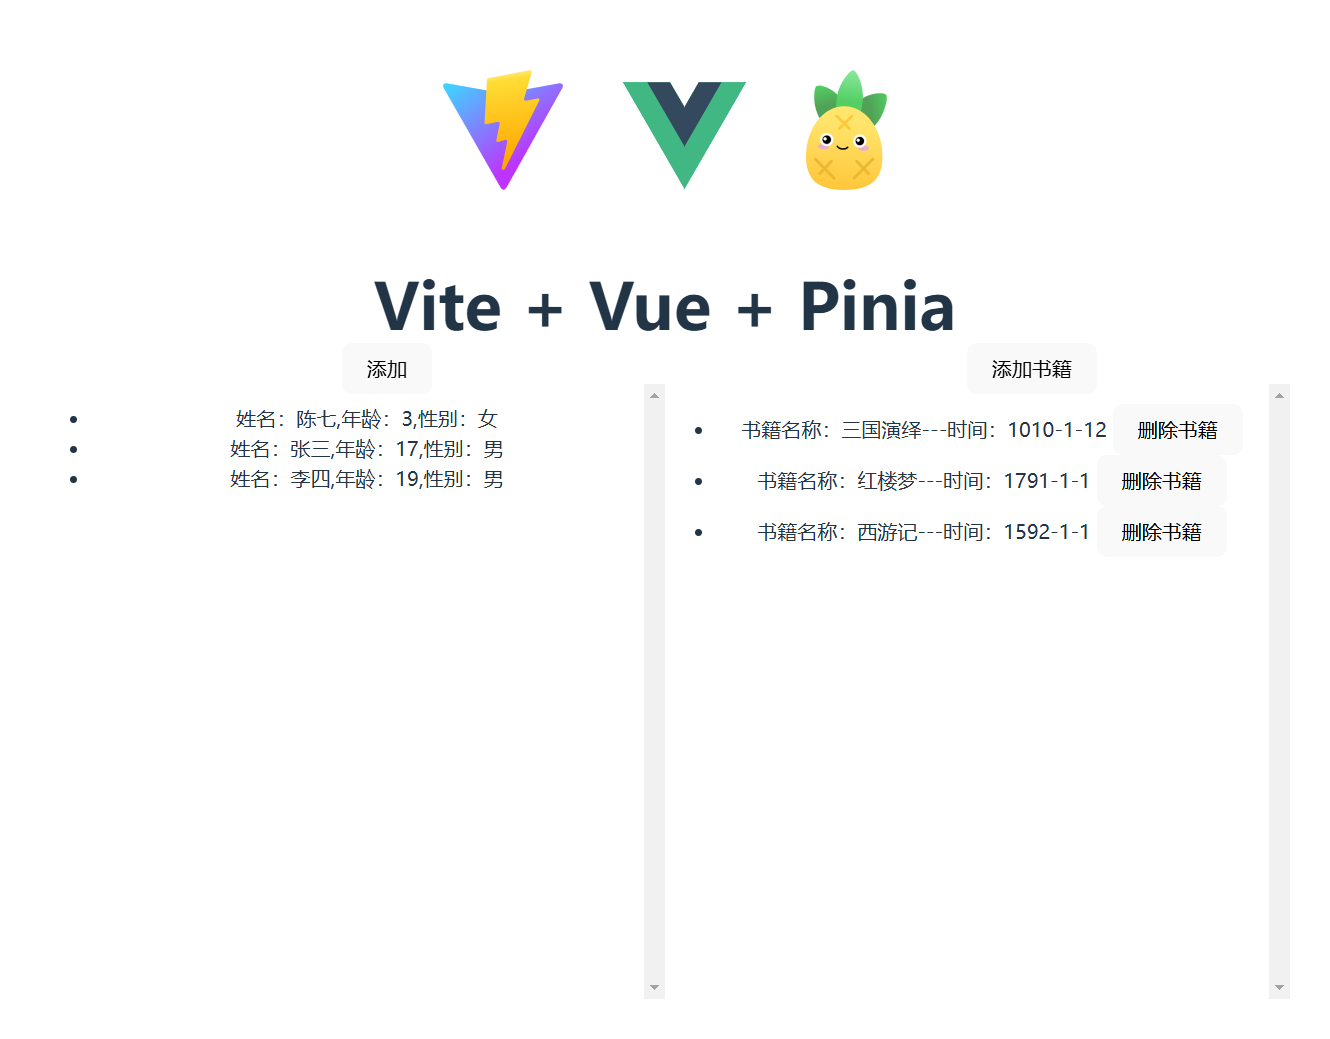 Vite + Vue + Pinia
添加
姓名：陈七,年龄：3,性别：女
姓名：张三,年龄：17,性别：男
姓名：李四,年龄：19,性别：男
添加书籍
书籍名称：三国演绎---时间：1010-1-12 删除书籍
书籍名称：红楼梦---时间：1791-1-1 删除书籍
书籍名称：西游记---时间：1592-1-1 删除书籍